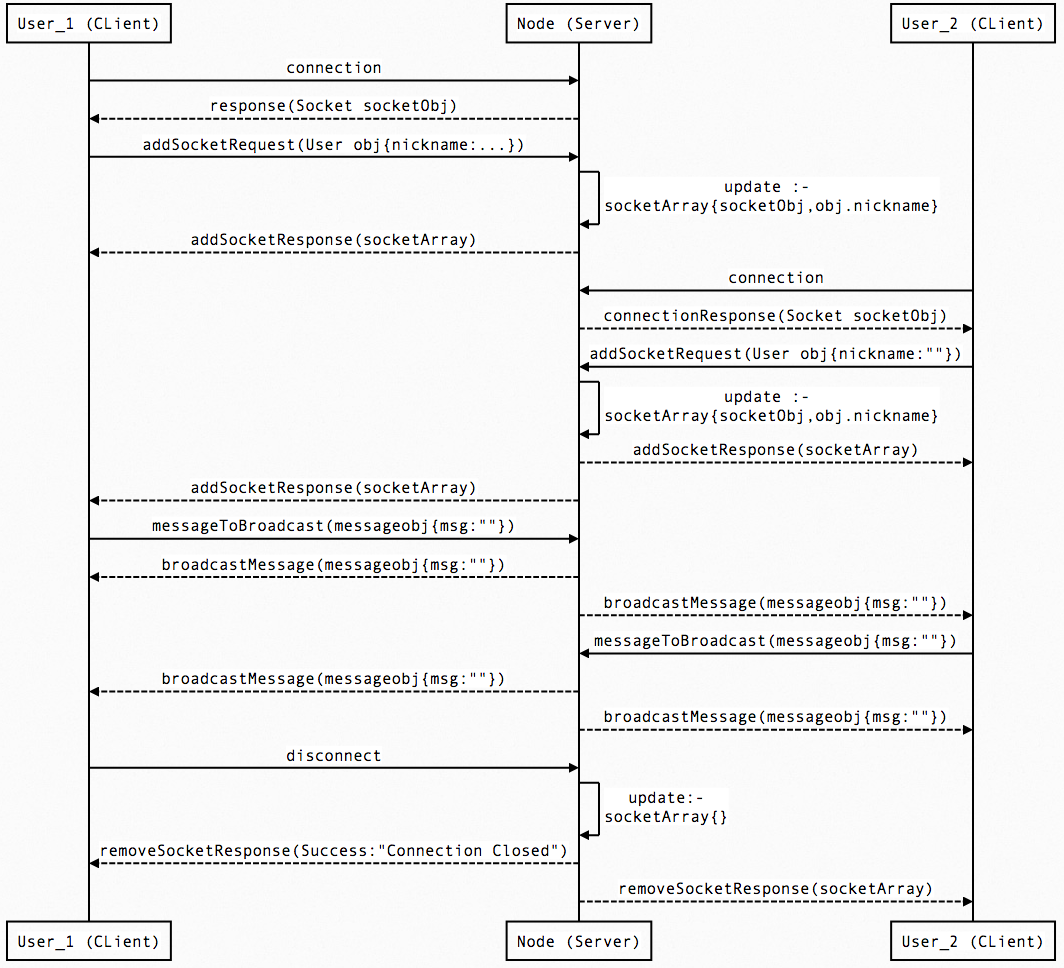 User_1 (CLient)
Node (Server)
User_2 (CLient)
connection
response(Socket socketObj)
addSocketRequest(User obj{nickname:...})
update :-
socketArray{socketObj,obj.nickname}
addSocketResponse(socketArray)
connection
connectionResponse(Socket socketObj)
addSocketRequest(User obj{nickname:""})
update :-
socketArray{socketObj,obj.nickname}
addSocketResponse(socketArray)
addSocketResponse(socketArray)
messageToBroadcast(messageobj{msg:""})
broadcastMessage(messageobj{msg:""})
broadcastMessage(messageobj{msg:""})
messageToBroadcast(messageobj{msg:""})
broadcastMessage(messageobj{msg:""})
broadcastMessage(messageobj{msg:""})
disconnect
update:-
socketArray{}
removeSocketResponse(Success:"Connection Closed")
removeSocketResponse(socketArray)
User_1 (CLient)
Node (Server)
User_2 (CLient)